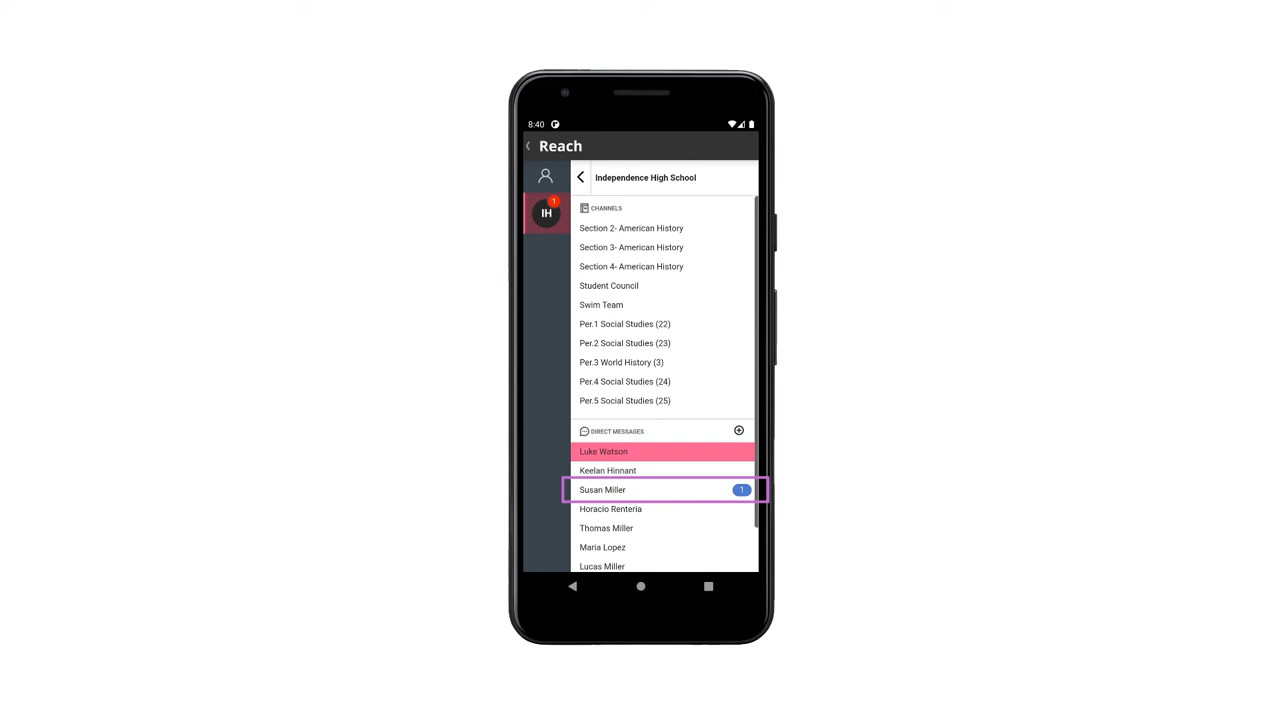 8:40
Reach
Independence High School
1
IH
CHANNELS
Section 2- American History
Section 3- American History
Section 4- American History
Student Council
Swim Team
Per.1 Social Studies (22)
Per.2 Social Studies (23)
Per.3 World History (3)
Per.4 Social Studies (24)
Per.5 Social Studies (25)
DIRECT MESSAGES
Luke Watson
Keelan Hinnant
Susan Miller 1
Horacio Renteria
Thomas Miller
Maria Lopez
Lucas Miller